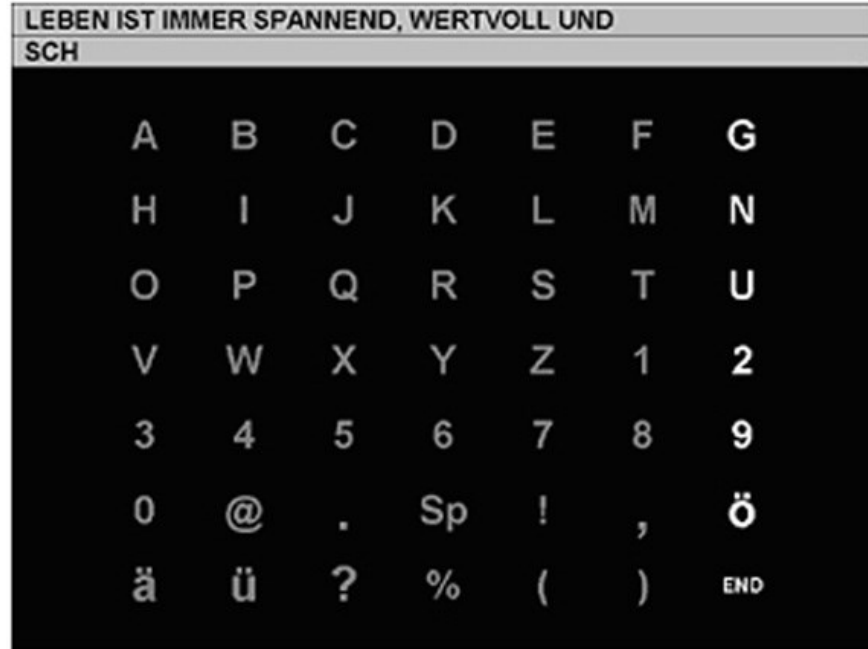 LEBEN IST IMMER SPANNEND, WERTVOLL UND
SCH
A B C D E F G
H I J K L M N
O P Q R S T U
V W X Y Z 1 2
3 4 5 6 7 8 9
0 @ . Sp ! , Ö
ä ü ? % ( ) END